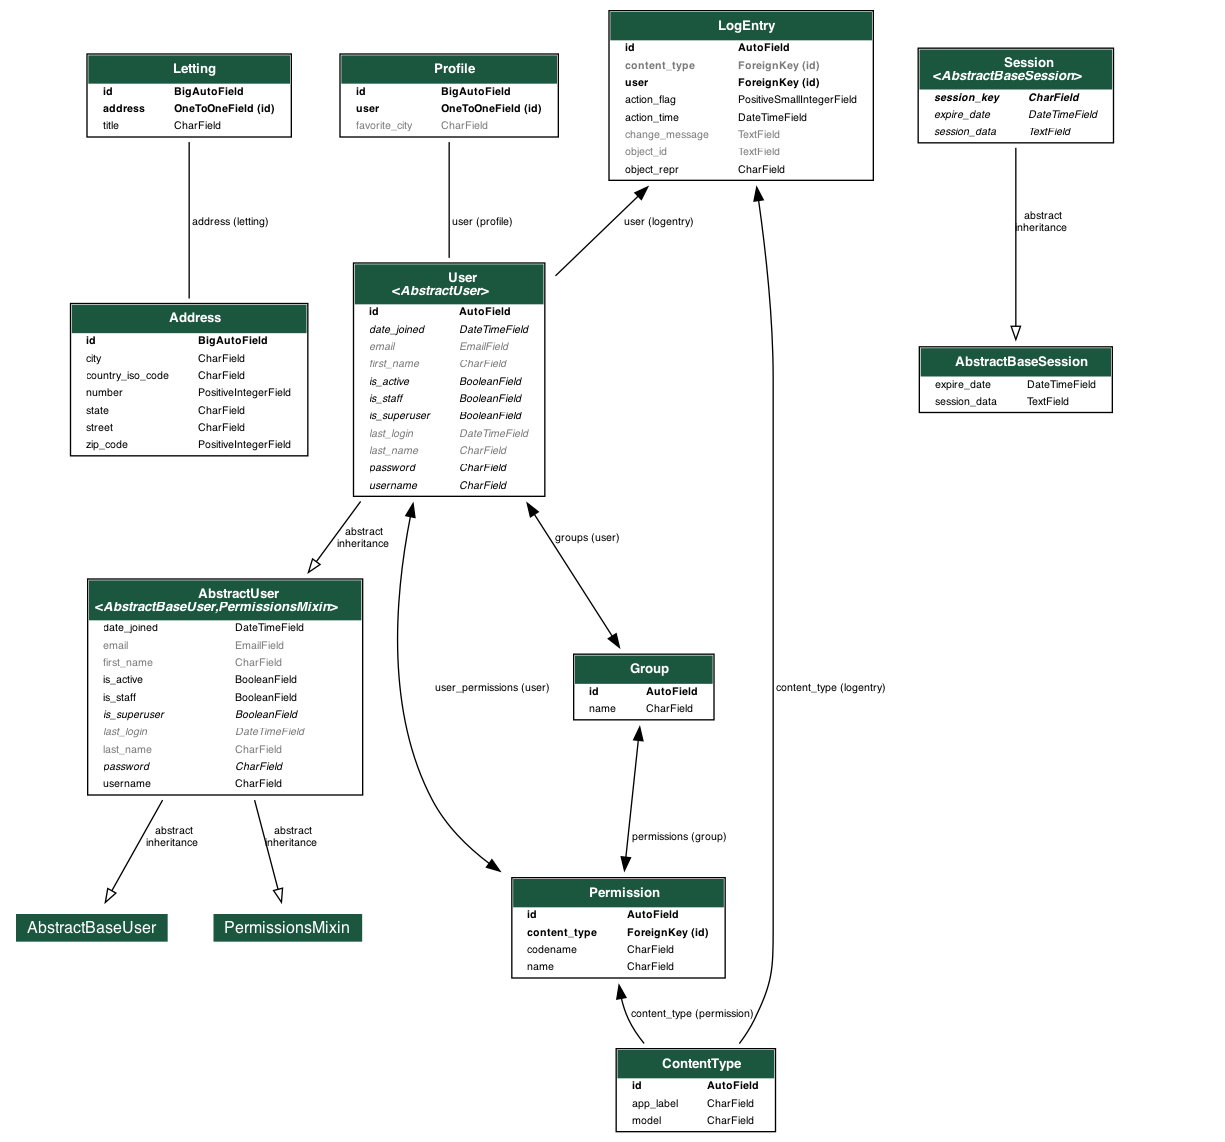 Letting
id BigAutoField
address OneToOneField (id)
title CharField
Profile
id BigAutoField
user OneToOneField (id)
favorite_city CharField
LogEntry
id AutoField
content_type ForeignKey (id)
user ForeignKey (id)
action_flag PositiveSmallIntegerField
action_time DateTimeField
change_message TextField
object_id TextField
object_repr CharField
Session
<AbstractBaseSession>
session_key CharField
expire_date DateTimeField
session_data TextField
address (letting)
user (profile)
user (logentry)
abstract
inheritance
Address
id BigAutoField
city CharField
country_iso_code CharField
number PositiveIntegerField
state CharField
street CharField
zip_code PositiveIntegerField
User
<AbstractUser>
id AutoField
date_joined DateTimeField
email EmailField
first_name CharField
is_active BooleanField
is_staff BooleanField
is_superuser BooleanField
last_login DateTimeField
last_name CharField
password CharField
username CharField
AbstractBaseSession
expire_date DateTimeField
session_data TextField
abstract
inheritance
groups (user)
AbstractUser
<AbstractBaseUser,PermissionsMixin>
date_joined DateTimeField
email EmailField
first_name CharField
is_active BooleanField
is_staff BooleanField
is_superuser BooleanField
last_login DateTimeField
last_name CharField
password CharField
username CharField
user_permissions (user)
Group
id AutoField
name CharField
content_type (logentry)
abstract
inheritance
abstract
inheritance
permissions (group)
AbstractBaseUser
PermissionsMixin
Permission
id AutoField
content_type ForeignKey (id)
codename CharField
name CharField
content_type (permission)
ContentType
id AutoField
app_label CharField
model CharField